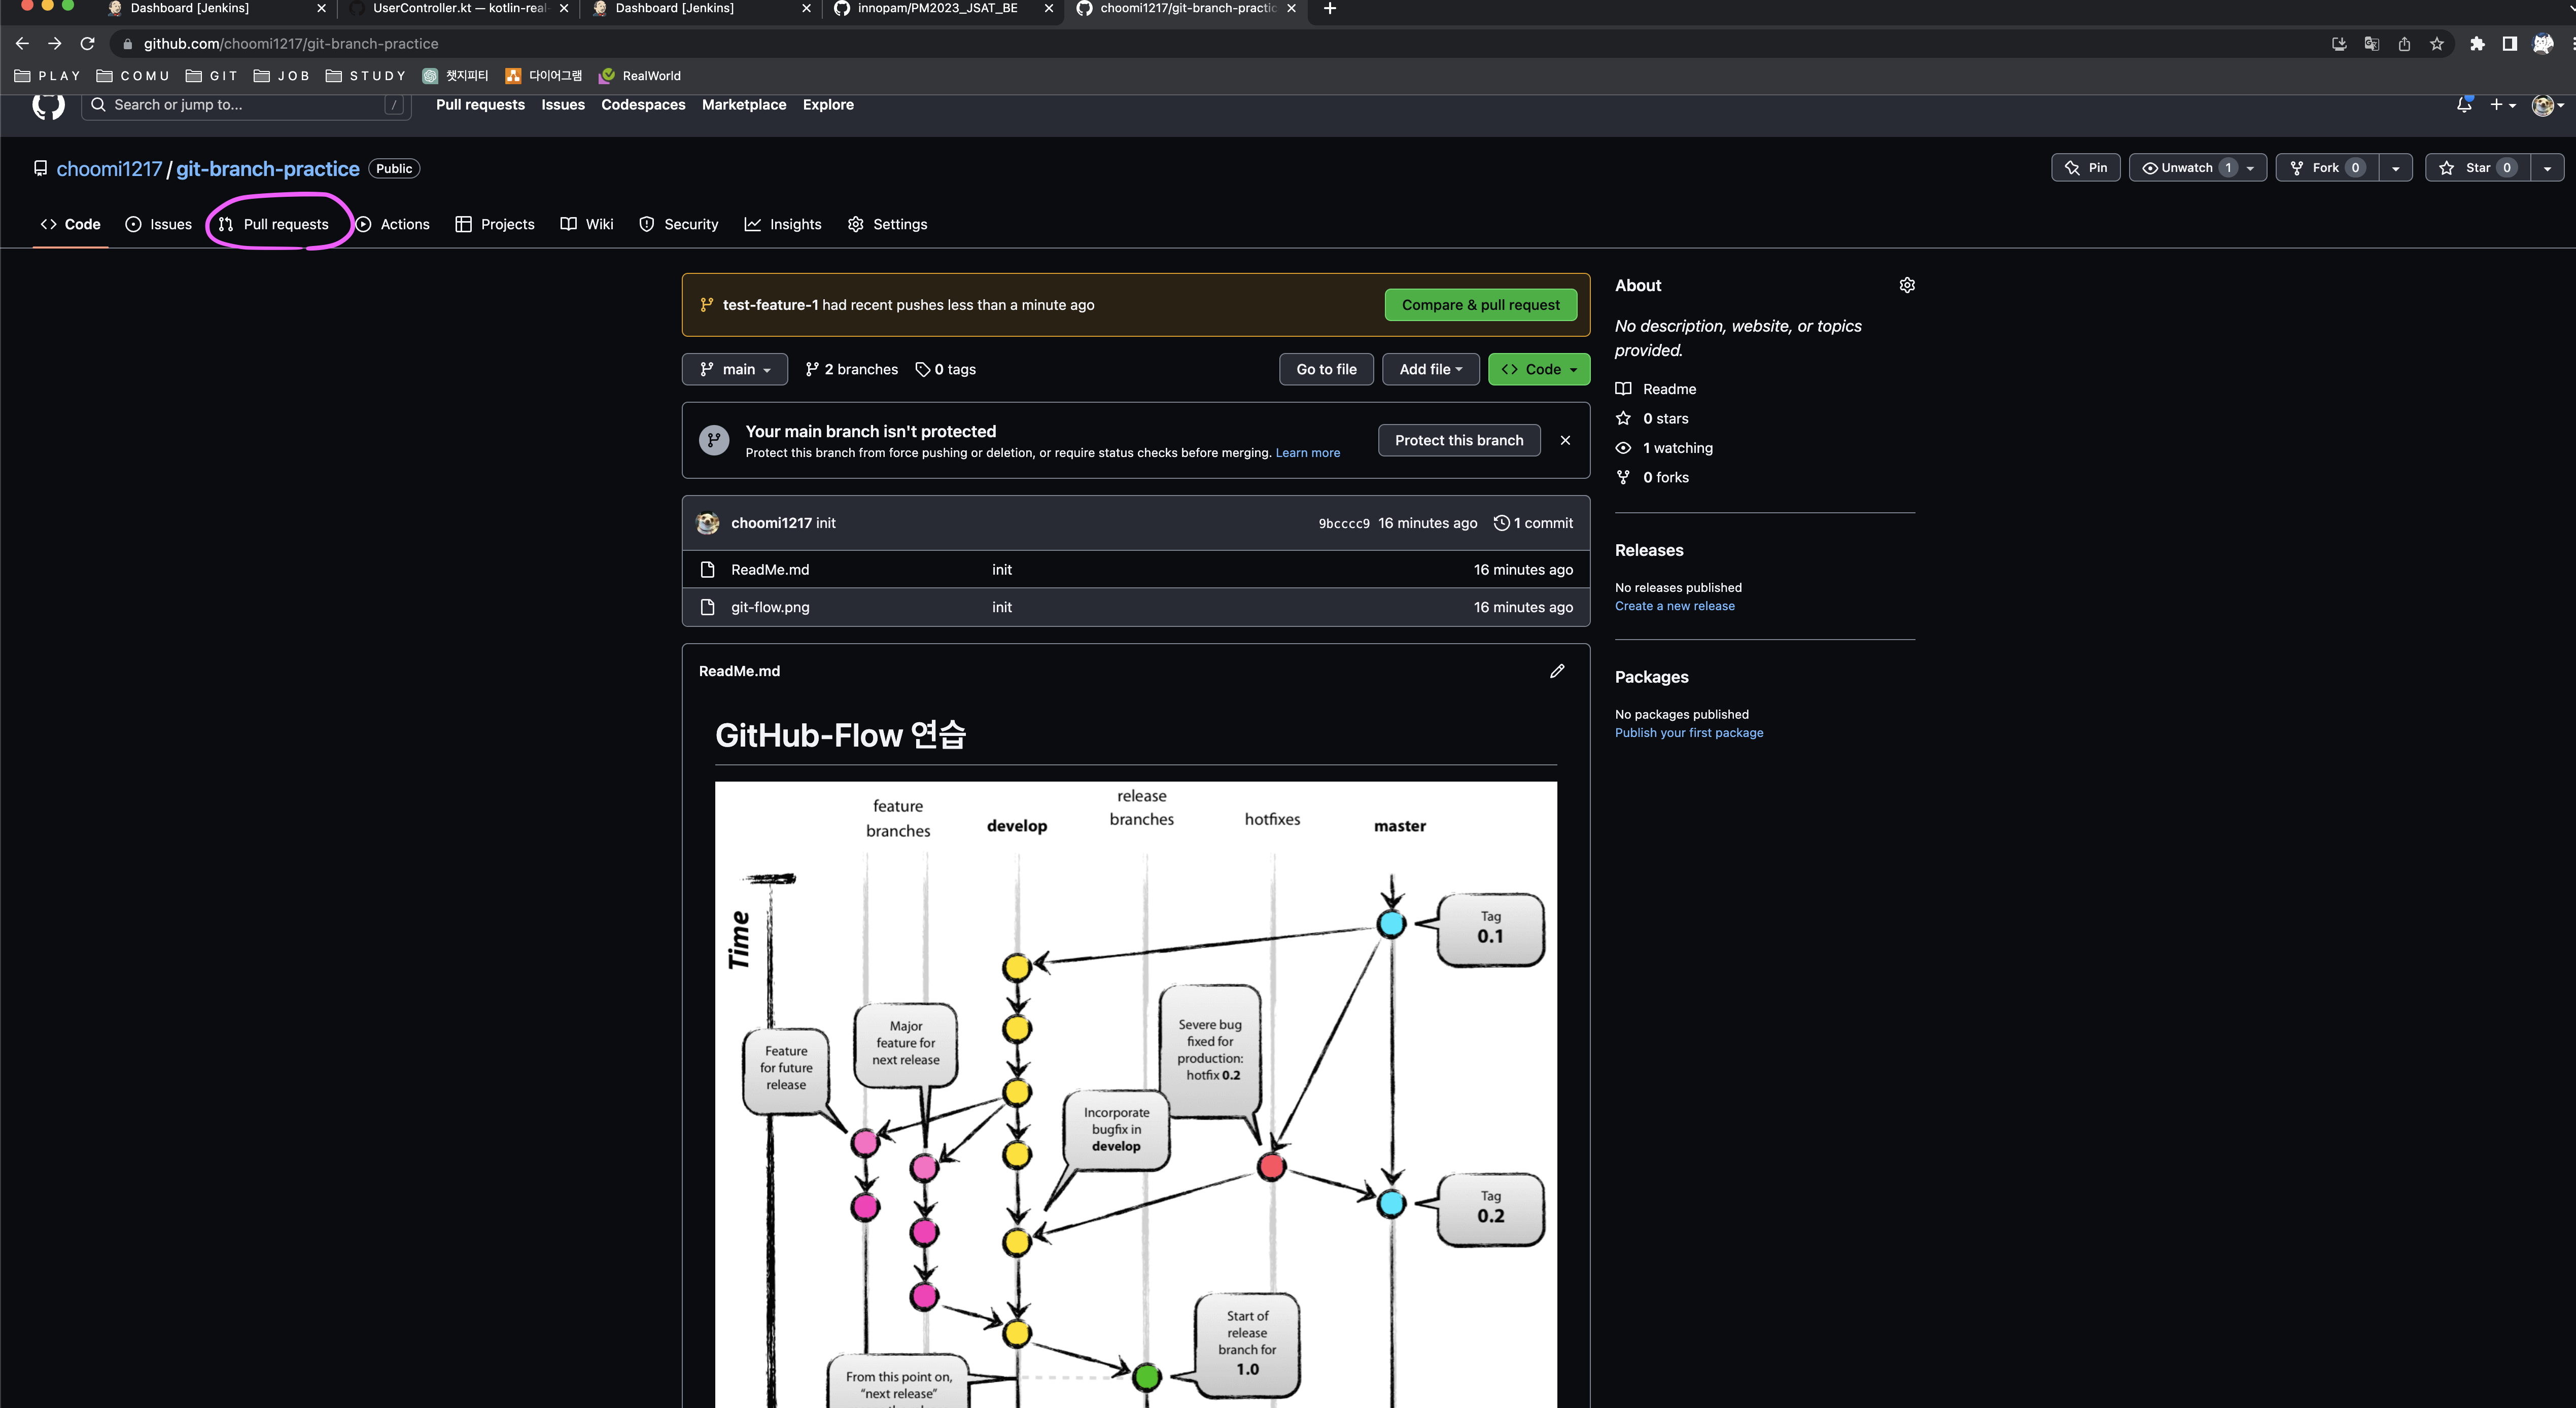 Dashboard [Jenkins]
UserController.kt — kotlin-real-
Dashboard [Jenkins]
innopam/PM2023_JSAT_BE
choomi1217/git-branch-practic
github.com/choomi1217/git-branch-practice
P L A Y
C O M U
G I T
J O B
S T U D Y
챗지피티
다이어그램
RealWorld
Search or jump to...
/
Pull requests
Issues
Codespaces
Marketplace
Explore
choomi1217 / git-branch-practice
Public
Pin
Unwatch 1
Fork 0
Star 0
Code
Issues
Pull requests
Actions
Projects
Wiki
Security
Insights
Settings
test-feature-1 had recent pushes less than a minute ago
Compare & pull request
main
2 branches
0 tags
Go to file
Add file
Code
Your main branch isn't protected
Protect this branch from force pushing or deletion, or require status checks before merging. Learn more
Protect this branch
choomi1217 init
9bcccc9 16 minutes ago
1 commit
ReadMe.md
init
16 minutes ago
git-flow.png
init
16 minutes ago
About
No description, website, or topics
provided.
Readme
0 stars
1 watching
0 forks
Releases
No releases published
Create a new release
Packages
No packages published
Publish your first package
ReadMe.md
GitHub-Flow 연습
feature
branches
develop
release
branches
hotfixes
master
Time
Tag
0.1
Major
feature for
next release
Feature
for future
release
Severe bug
fixed for
production:
hotfix 0.2
Incorporate
bugfix in
develop
Tag
0.2
Start of
release
branch for
1.0
From this point on,
“next release”